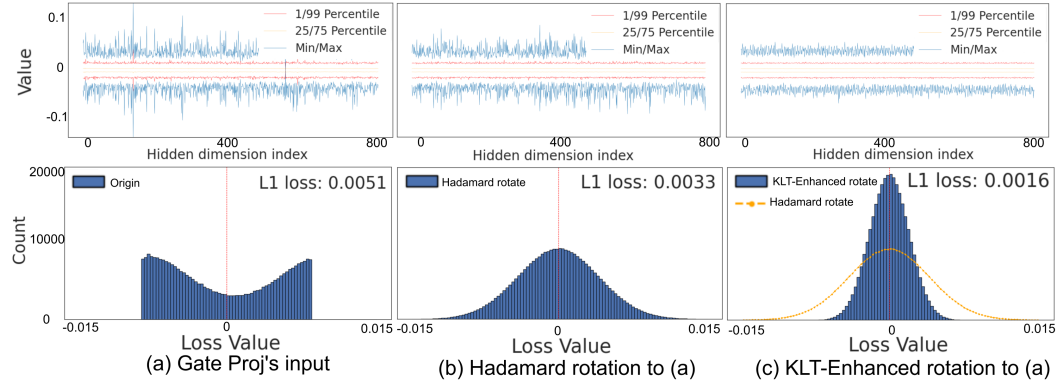 0.1
0
-0.1
Value
1/99 Percentile
25/75 Percentile
Min/Max
0 400 800
Hidden dimension index
1/99 Percentile
25/75 Percentile
Min/Max
0 400 800
Hidden dimension index
1/99 Percentile
25/75 Percentile
Min/Max
0 400 800
Hidden dimension index
20000
10000
0
Count
Origin
L1 loss: 0.0051
-0.015 0 0.015
Loss Value
(a) Gate Proj's input
Hadamard rotate
L1 loss: 0.0033
-0.015 0 0.015
Loss Value
(b) Hadamard rotation to (a)
KLT-Enhanced rotate
L1 loss: 0.0016
Hadamard rotate
-0.015 0 0.015
Loss Value
(c) KLT-Enhanced rotation to (a)